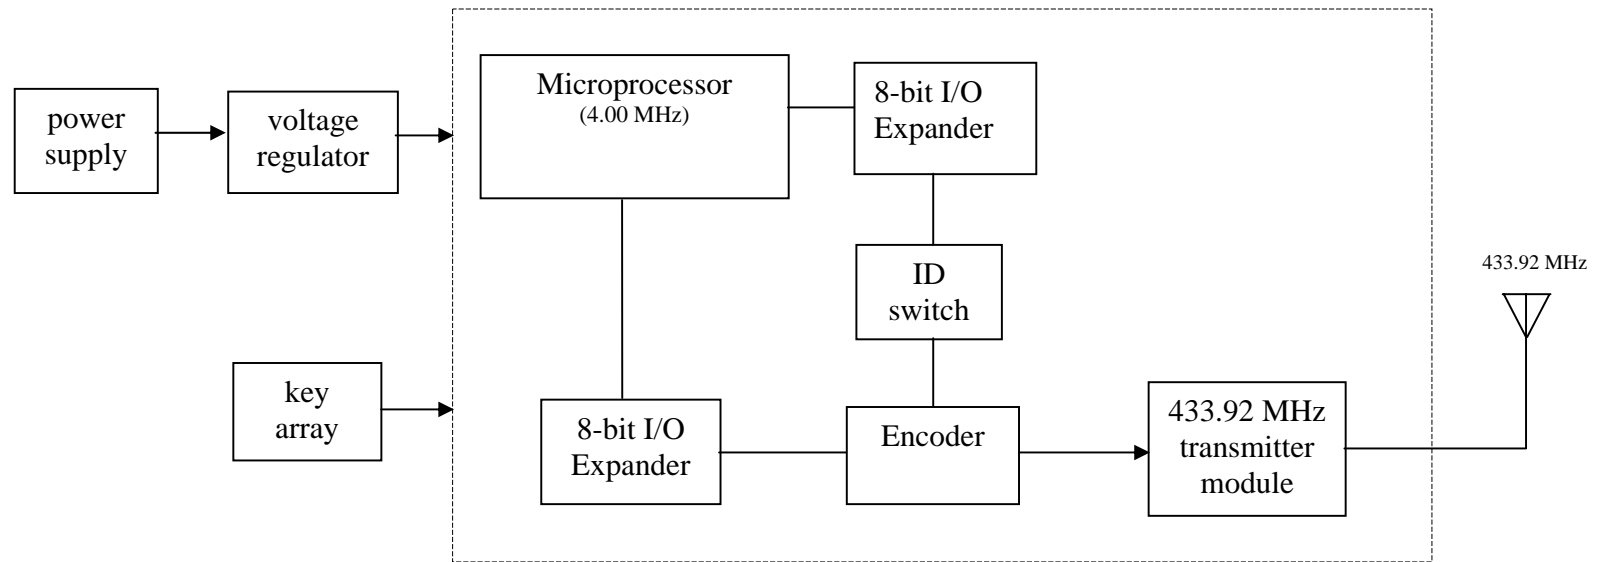 power
supply
voltage
regulator
Microprocessor
(4.00 MHz)
8-bit I/O
Expander
ID
switch
433.92 MHz
key
array
8-bit I/O
Expander
Encoder
433.92 MHz
transmitter
module